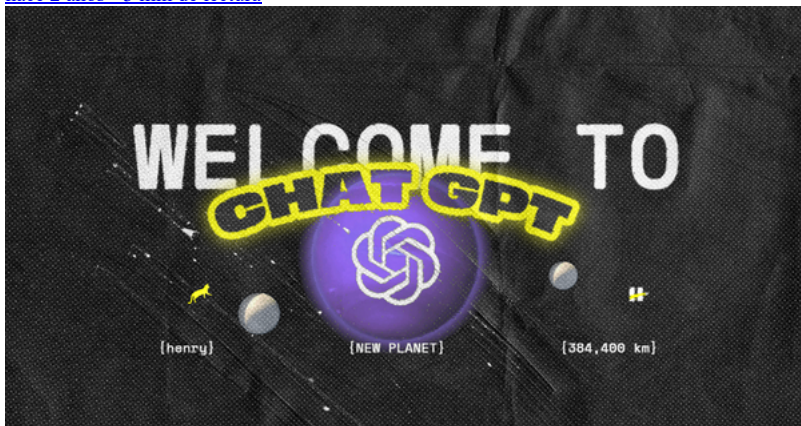 WELCOME TO
CHAT GPT
{henry}
{NEW PLANET}
{384,400 km}